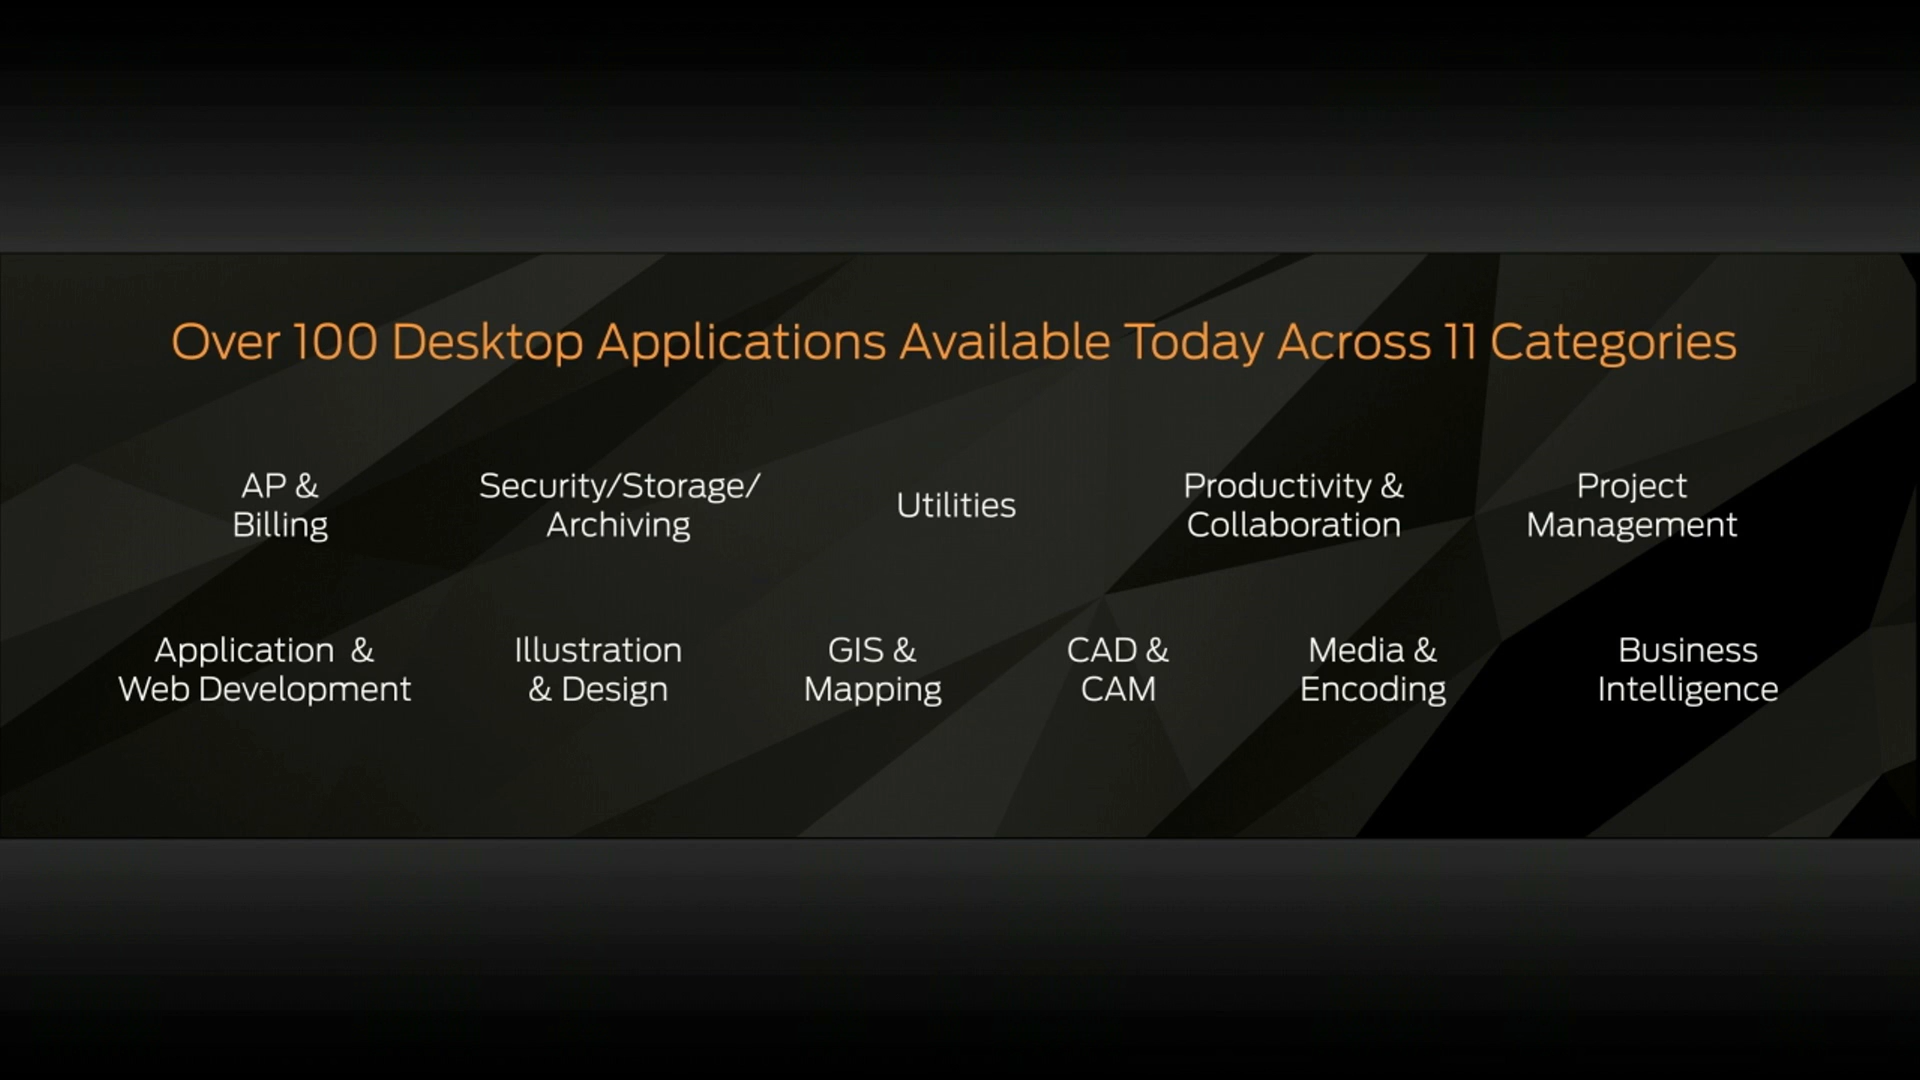 Over 100 Desktop Applications Available Today Across 11 Categories
AP &
Billing
Security/Storage/
Archiving
Utilities
Productivity &
Collaboration
Project
Management
Application &
Web Development
Illustration
& Design
GIS &
Mapping
CAD &
CAM
Media &
Encoding
Business
Intelligence